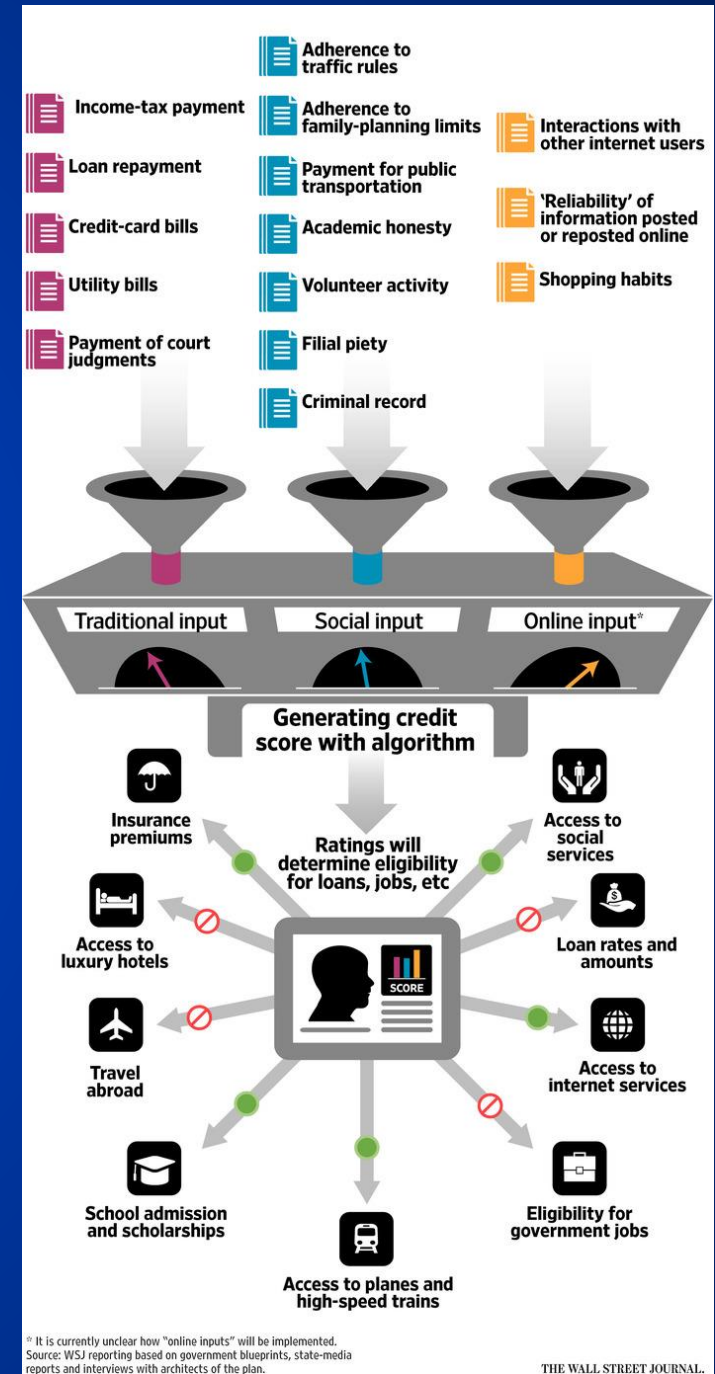 Income-tax payment
Loan repayment
Credit-card bills
Utility bills
Payment of court
judgments
Adherence to
traffic rules
Adherence to
family-planning limits
Payment for public
transportation
Academic honesty
Volunteer activity
Filial piety
Criminal record
Interactions with
other internet users
'Reliability' of
information posted
or reposted online
Shopping habits
Traditional input
Social input
Online input*
Generating credit
score with algorithm
Ratings will
determine eligibility
for loans, jobs, etc
Insurance
premiums
Access to
social
services
Access to
luxury hotels
$
Loan rates and
amounts
SCORE
Travel
abroad
Access to
internet services
School admission
and scholarships
Eligibility for
government jobs
Access to planes and
high-speed trains
* It is currently unclear how "online inputs" will be implemented.
Source: WSJ reporting based on government blueprints, state-media
reports and interviews with architects of the plan.
THE WALL STREET JOURNAL.